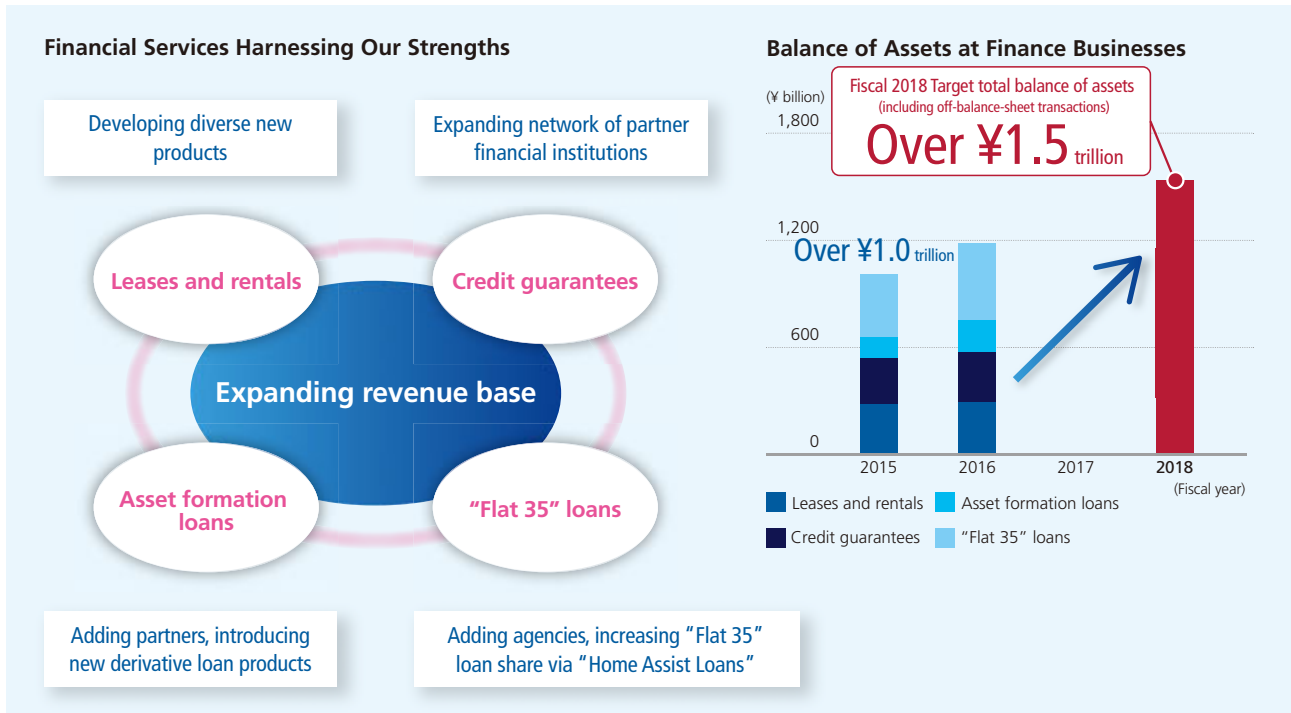 Financial Services Harnessing Our Strengths
Developing diverse new
products
Expanding network of partner
financial institutions
Leases and rentals
Credit guarantees
Expanding revenue base
Asset formation
loans
“Flat 35” loans
Adding partners, introducing
new derivative loan products
Adding agencies, increasing “Flat 35”
loan share via “Home Assist Loans”
Balance of Assets at Finance Businesses
(¥ billion)
Fiscal 2018 Target total balance of assets
(including off-balance-sheet transactions)
Over ¥1.5 trillion
1,800
1,200
Over ¥1.0 trillion
600
0
2015 2016 2017 2018
(Fiscal year)
Leases and rentals Asset formation loans
Credit guarantees “Flat 35” loans